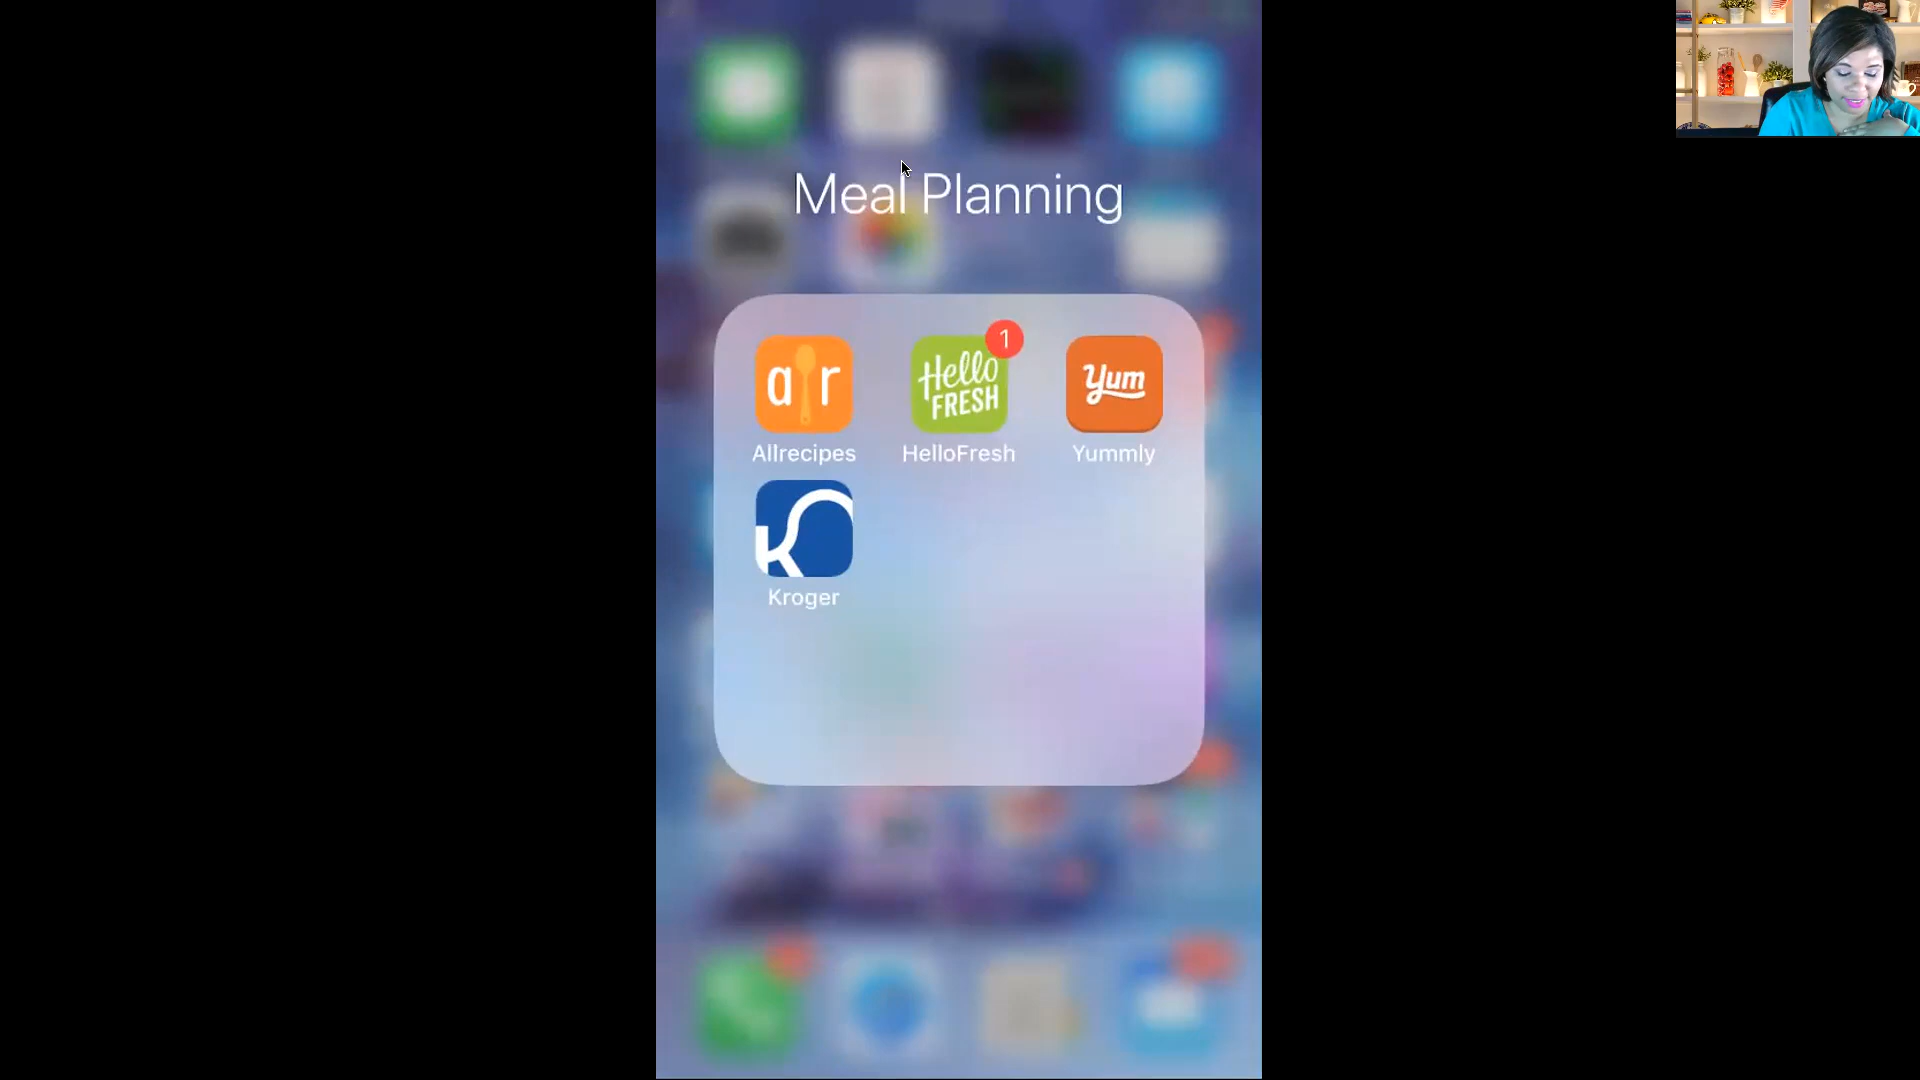 Meal Planning
a r
Hello
FRESH
1
Yum
Allrecipes
HelloFresh
Yummly
K
Kroger